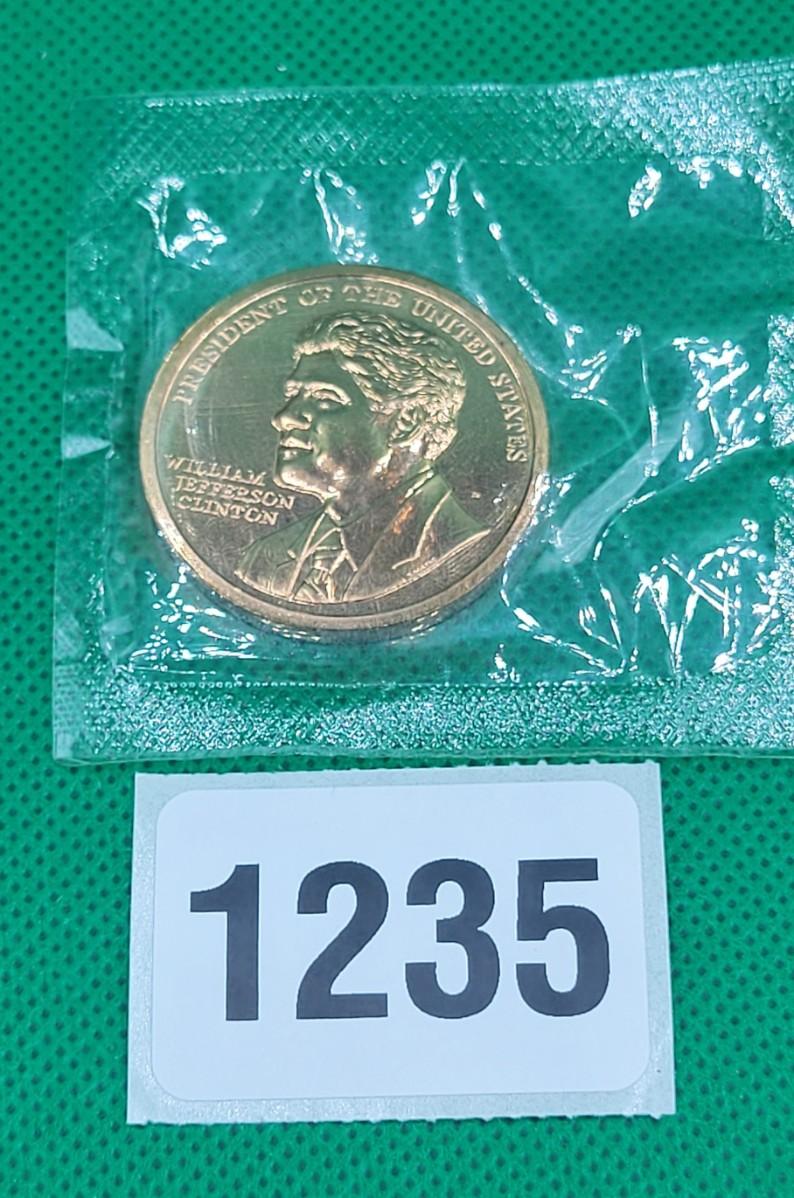 PRESIDENT OF THE UNITED STATES
WILLIAM
JEFFERSON
CLINTON
1235